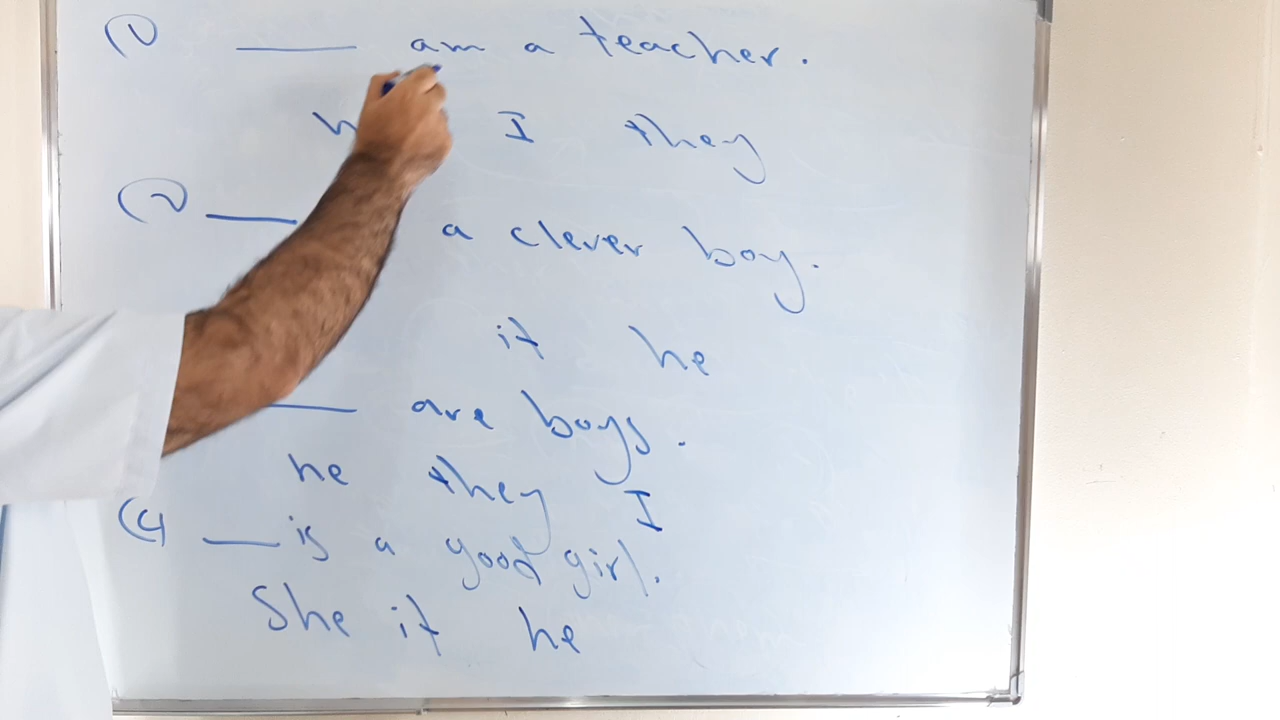 1 ____ am a teacher.
I they
2 ____ a clever boy.
it he
____ are boys.
he they I
4 ____ is a good girl.
She it he